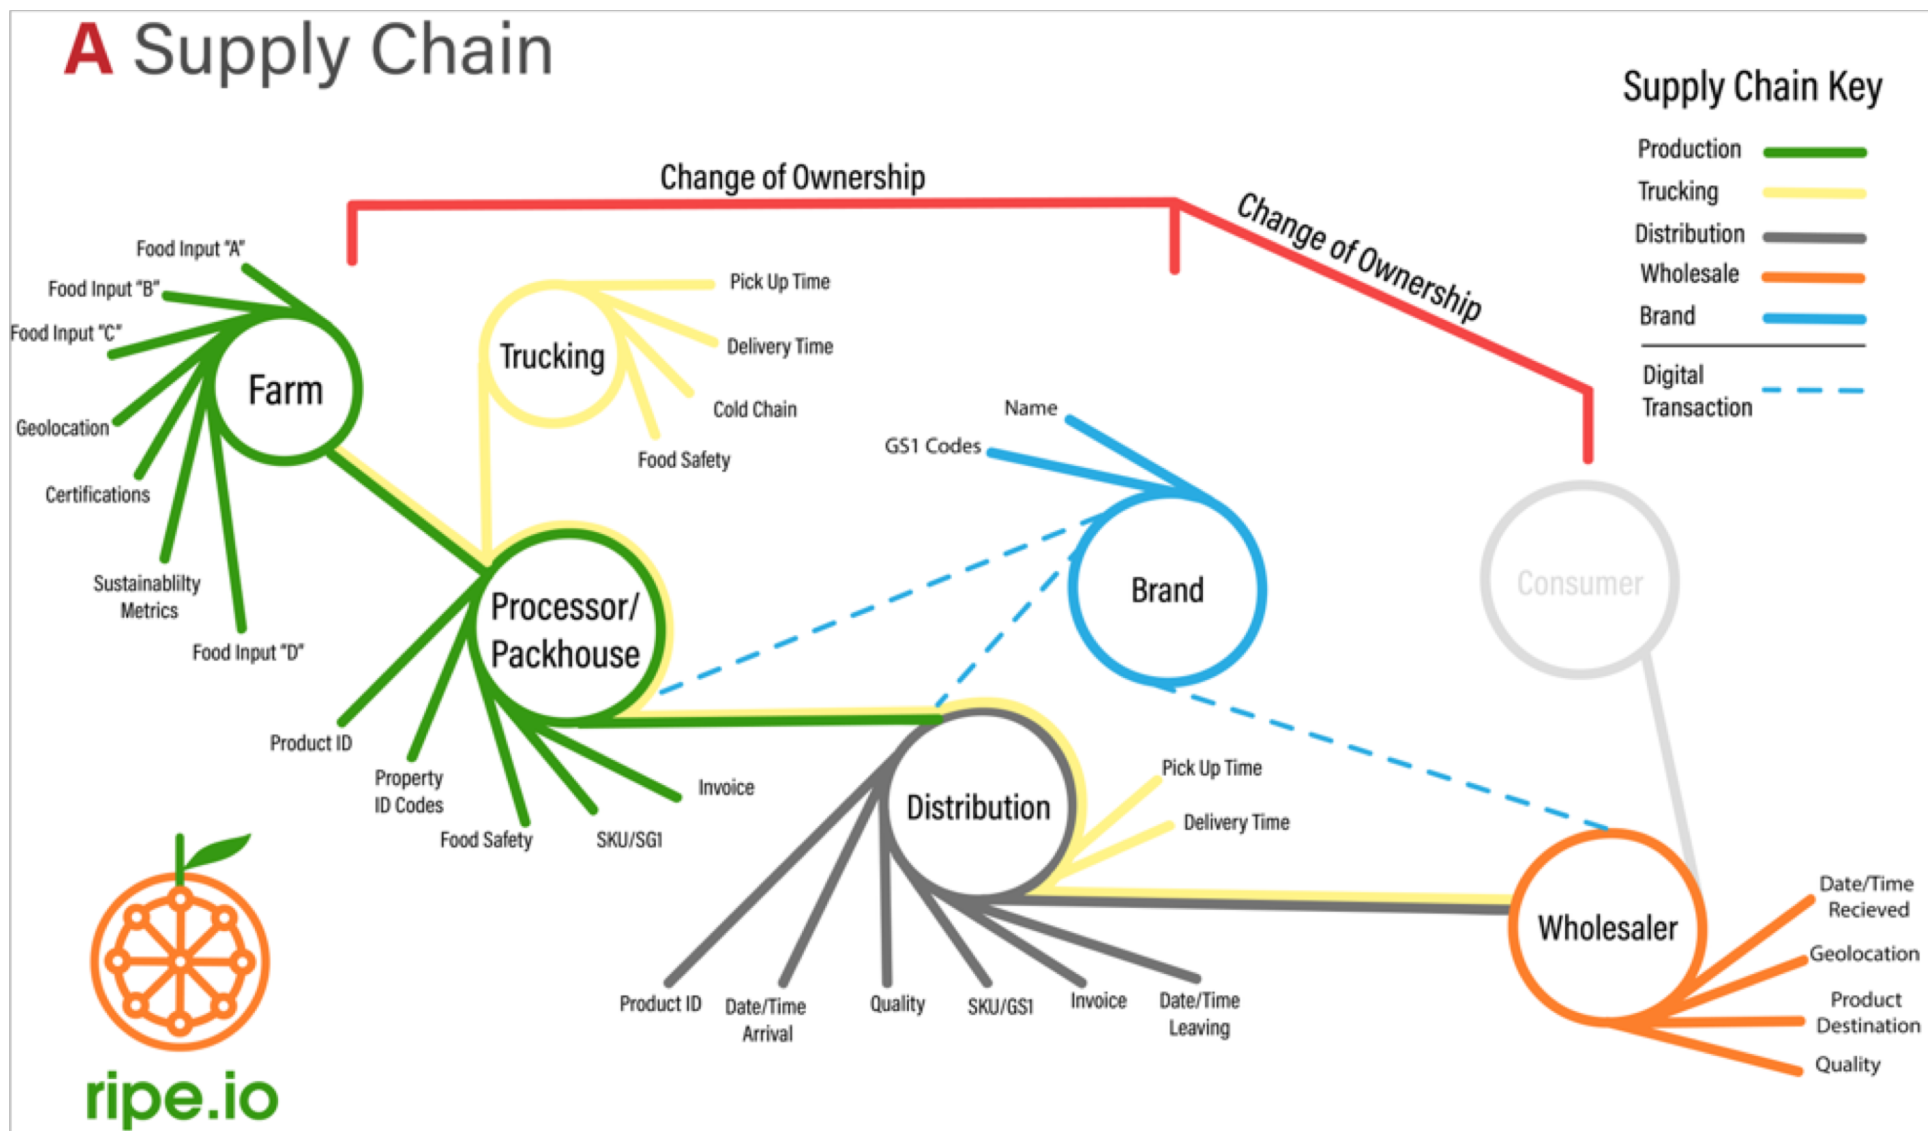 A Supply Chain
Supply Chain Key
Production
Trucking
Distribution
Wholesale
Brand
Digital
Transaction
Change of Ownership
Change of Ownership
Food Input "A"
Food Input "B"
Food Input "C"
Geolocation
Certifications
Sustainablilty
Metrics
Food Input "D"
Farm
Trucking
Pick Up Time
Delivery Time
Cold Chain
Food Safety
Name
GS1 Codes
Brand
Consumer
Processor/
Packhouse
Product ID
Property
ID Codes
Food Safety
SKU/SG1
Invoice
Distribution
Pick Up Time
Delivery Time
Product ID
Date/Time
Arrival
Quality
SKU/GS1
Invoice
Date/Time
Leaving
Wholesaler
Date/Time
Recieved
Geolocation
Product
Destination
Quality
ripe.io